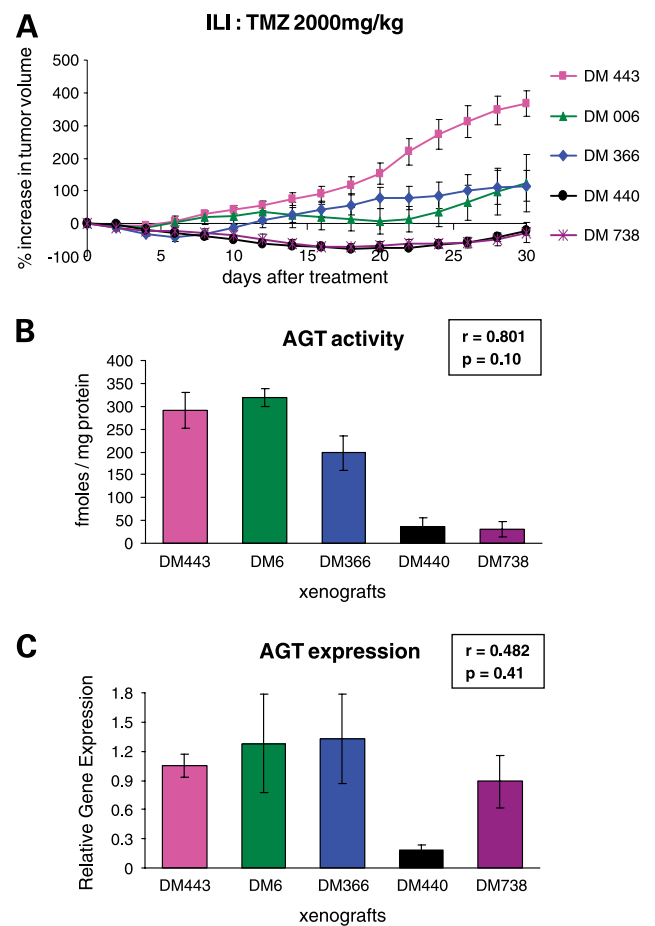 A
ILI : TMZ 2000mg/kg
% increase in tumor volume
500
400
300
200
100
0
-100
0
5
10
15
20
25
30
days after treatment
DM 443
DM 006
DM 366
DM 440
DM 738
B
AGT activity
r = 0.801
p = 0.10
fmoles / mg protein
400
350
300
250
200
150
100
50
0
DM443 DM6 DM366 DM440 DM738
xenografts
C
AGT expression
r = 0.482
p = 0.41
Relative Gene Expression
1.8
1.5
1.2
0.9
0.6
0.3
0
DM443 DM6 DM366 DM440 DM738
xenografts